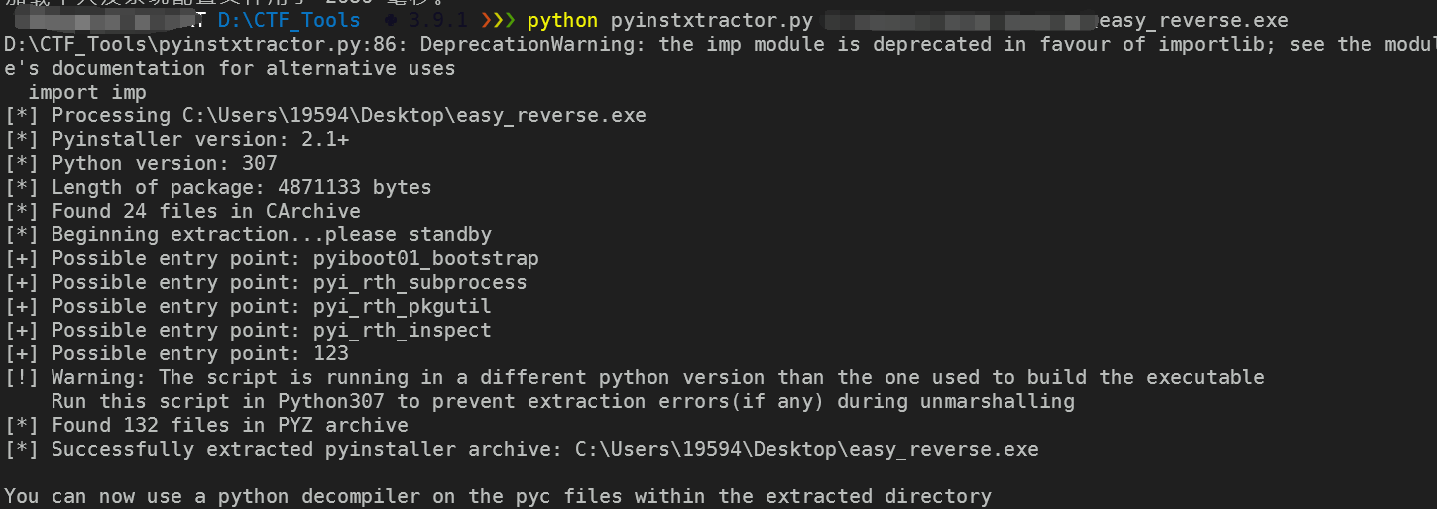 D:\CTF_Tools 3.9.1 ❯❯❯ python pyinstxtractor.py easy_reverse.exe
D:\CTF_Tools\pyinstxtractor.py:86: DeprecationWarning: the imp module is deprecated in favour of importlib; see the modul
e's documentation for alternative uses
  import imp
[*] Processing C:\Users\19594\Desktop\easy_reverse.exe
[*] Pyinstaller version: 2.1+
[*] Python version: 307
[*] Length of package: 4871133 bytes
[*] Found 24 files in CArchive
[*] Beginning extraction...please standby
[+] Possible entry point: pyiboot01_bootstrap
[+] Possible entry point: pyi_rth_subprocess
[+] Possible entry point: pyi_rth_pkgutil
[+] Possible entry point: pyi_rth_inspect
[+] Possible entry point: 123
[!] Warning: The script is running in a different python version than the one used to build the executable
    Run this script in Python307 to prevent extraction errors(if any) during unmarshalling
[*] Found 132 files in PYZ archive
[*] Successfully extracted pyinstaller archive: C:\Users\19594\Desktop\easy_reverse.exe

You can now use a python decompiler on the pyc files within the extracted directory